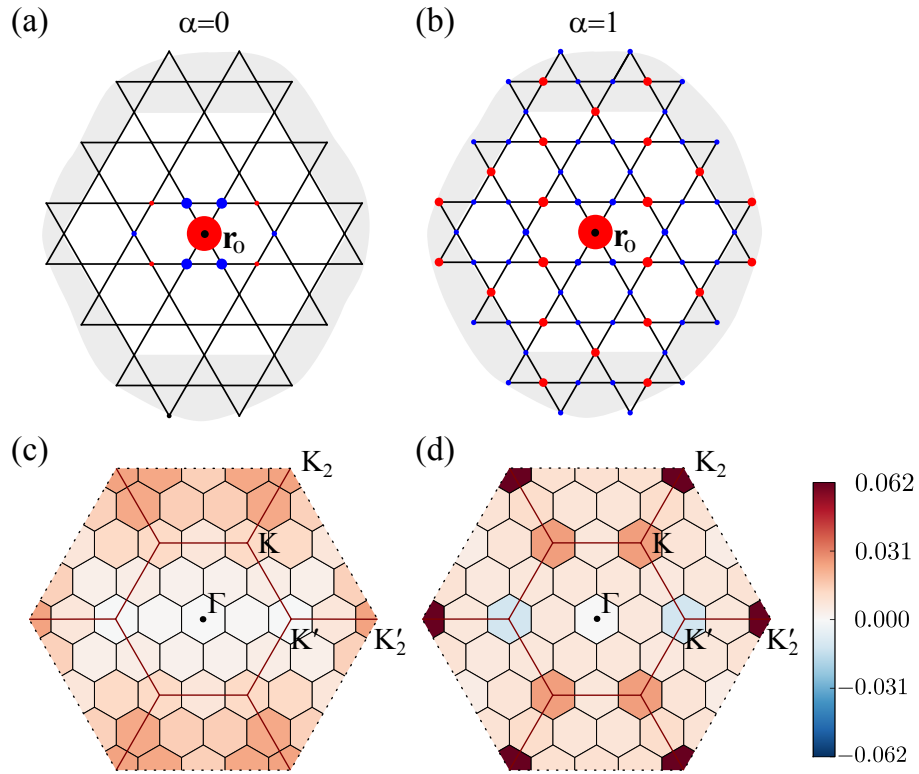 (a) α=0
(b) α=1
r₀
r₀
(c)
K₂
K
Γ
K′
K′₂
(d)
K₂
K
Γ
K′
K′₂
0.062
0.031
0.000
−0.031
−0.062